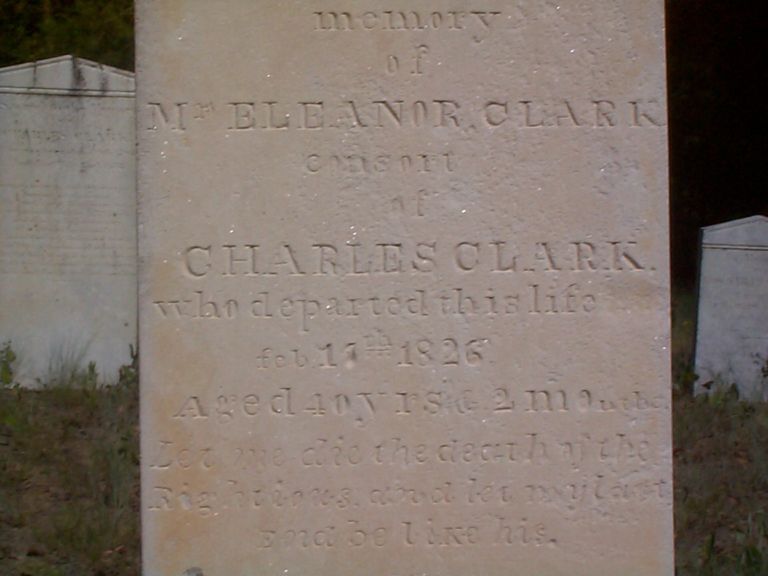 memory
of
Mrs ELEANOR, CLARK
consort
of
CHARLES CLARK.
who departed this life
feb. 17th 1826.
Aged 40 yrs & 2 months.
Let me die the death of the
Rightious, and let my last
End be like his.